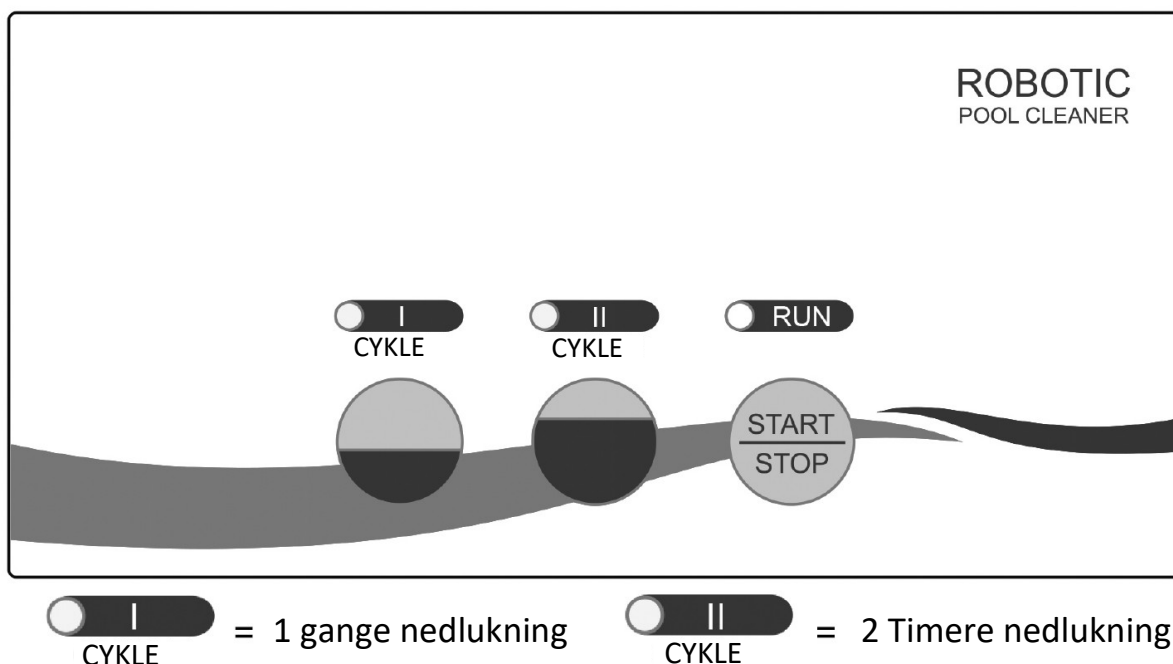 ROBOTIC
POOL CLEANER
I II RUN
CYKLE CYKLE
START
STOP
I = 1 gange nedlukning II = 2 Timere nedlukning
CYKLE CYKLE